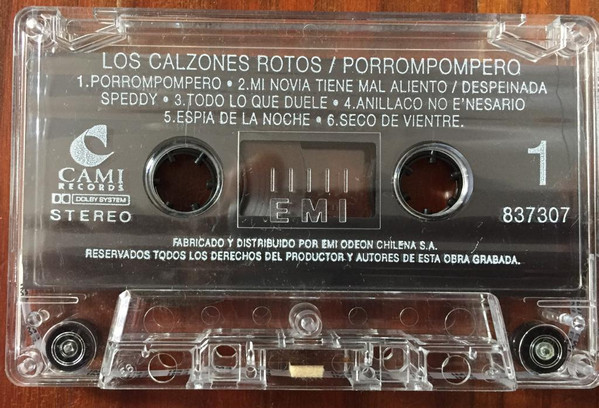 LOS CALZONES ROTOS / PORROMPOMPERO
1.PORROMPOMPERO • 2.MI NOVIA TIENE MAL ALIENTO / DESPEINADA
SPEDDY • 3.TODO LO QUE DUELE • 4.ANILLACO NO E'NESARIO
5.ESPIA DE LA NOCHE • 6.SECO DE VIENTRE.
CAMI
RECORDS
DOLBY SYSTEM
STEREO
EMI
1
837307
FABRICADO Y DISTRIBUIDO POR EMI ODEON CHILENA S.A.
RESERVADOS TODOS LOS DERECHOS DEL PRODUCTOR Y AUTORES DE ESTA OBRA GRABADA.